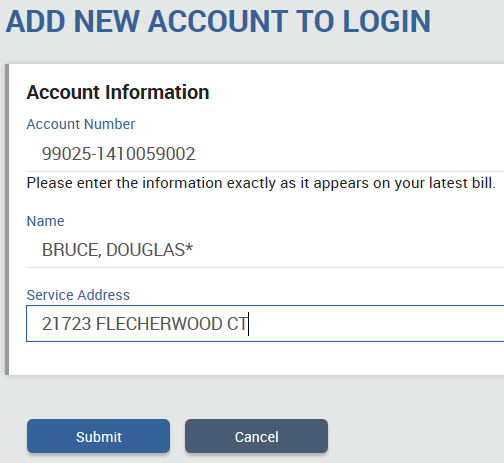 ADD NEW ACCOUNT TO LOGIN
Account Information
Account Number
99025-1410059002
Please enter the information exactly as it appears on your latest bill.
Name
BRUCE, DOUGLAS*
Service Address
21723 FLECHERWOOD CT
Submit Cancel